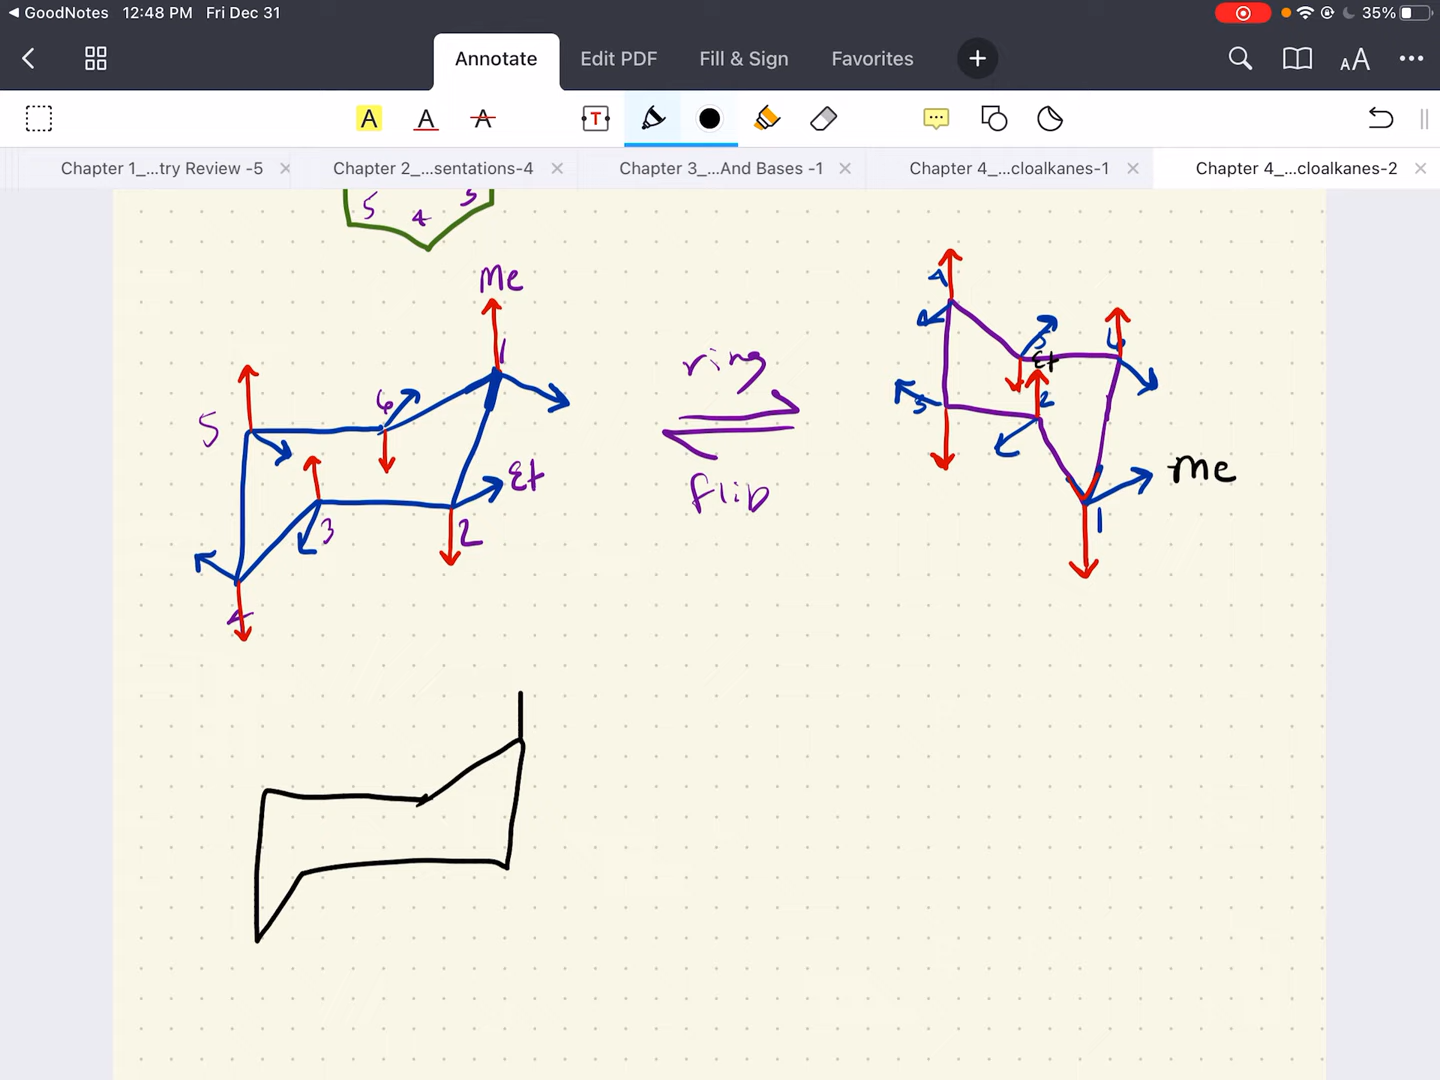 GoodNotes 12:48 PM Fri Dec 31
35%
Annotate Edit PDF Fill & Sign Favorites
AA
A A A T
Chapter 1_...try Review -5
Chapter 2_...sentations-4
Chapter 3_...And Bases -1
Chapter 4_...cloalkanes-1
Chapter 4_...cloalkanes-2
5 4 3
Me
1
6
5
Et
3
2
4
ring
flip
4
5
6
Et
3
2
Me
1